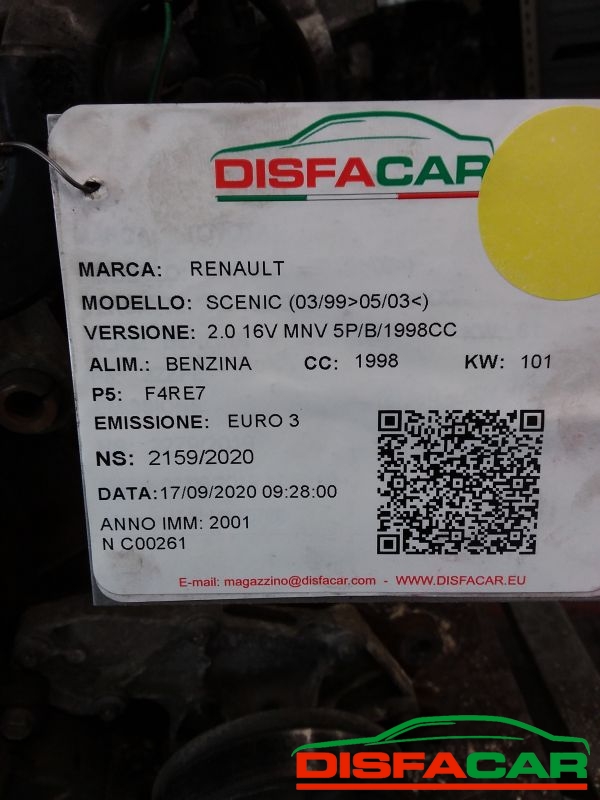 DISFACAR
MARCA: RENAULT
MODELLO: SCENIC (03/99>05/03<)
VERSIONE: 2.0 16V MNV 5P/B/1998CC
ALIM.: BENZINA CC: 1998 KW: 101
P5: F4RE7
EMISSIONE: EURO 3
NS: 2159/2020
DATA:17/09/2020 09:28:00
ANNO IMM: 2001
N C00261
E-mail: magazzino@disfacar.com - WWW.DISFACAR.EU
DISFACAR